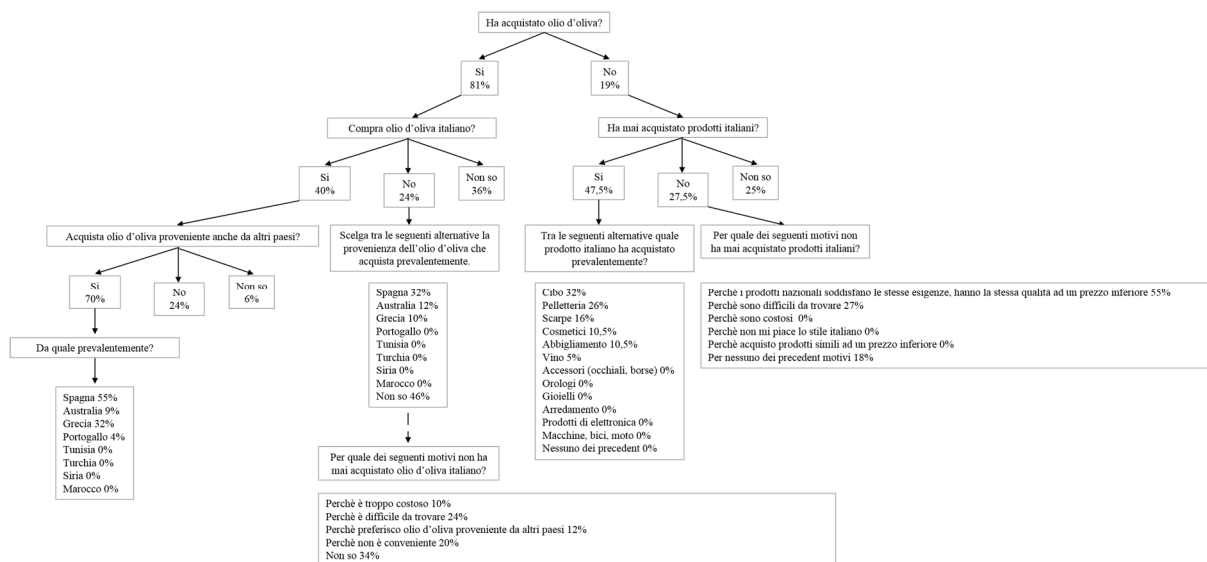 Ha acquistato olio d'oliva?
Si
81%
No
19%
Compra olio d'oliva italiano?
Ha mai acquistato prodotti italiani?
Si
40%
No
24%
Non so
36%
Si
47,5%
No
27,5%
Non so
25%
Acquista olio d'oliva proveniente anche da altri paesi?
Scelga tra le seguenti alternative la
provenienza dell'olio d'oliva che
acquista prevalentemente.
Tra le seguenti alternative quale
prodotto italiano ha acquistato
prevalentemente?
Per quale dei seguenti motivi non
ha mai acquistato prodotti italiani?
Si
70%
No
24%
Non so
6%
Da quale prevalentemente?
Spagna 55%
Australia 9%
Grecia 32%
Portogallo 4%
Tunisia 0%
Turchia 0%
Siria 0%
Marocco 0%
Spagna 32%
Australia 12%
Grecia 10%
Portogallo 0%
Tunisia 0%
Turchia 0%
Siria 0%
Marocco 0%
Non so 46%
Per quale dei seguenti motivi non ha
mai acquistato olio d'oliva italiano?
Perchè è troppo costoso 10%
Perchè è difficile da trovare 24%
Perchè preferisco olio d'oliva proveniente da altri paesi 12%
Perchè non è conveniente 20%
Non so 34%
Cibo 32%
Pelletteria 26%
Scarpe 16%
Cosmetici 10,5%
Abbigliamento 10,5%
Vino 5%
Accessori (occhiali, borse) 0%
Orologi 0%
Gioielli 0%
Arredamento 0%
Prodotti di elettronica 0%
Macchine, bici, moto 0%
Nessuno dei precedent 0%
Perchè i prodotti nazionali soddisfano le stesse esigenze, hanno la stessa qualità ad un prezzo inferiore 55%
Perchè sono difficili da trovare 27%
Perchè sono costosi 0%
Perchè non mi piace lo stile italiano 0%
Perchè acquisto prodotti simili ad un prezzo inferiore 0%
Per nessuno dei precedent motivi 18%